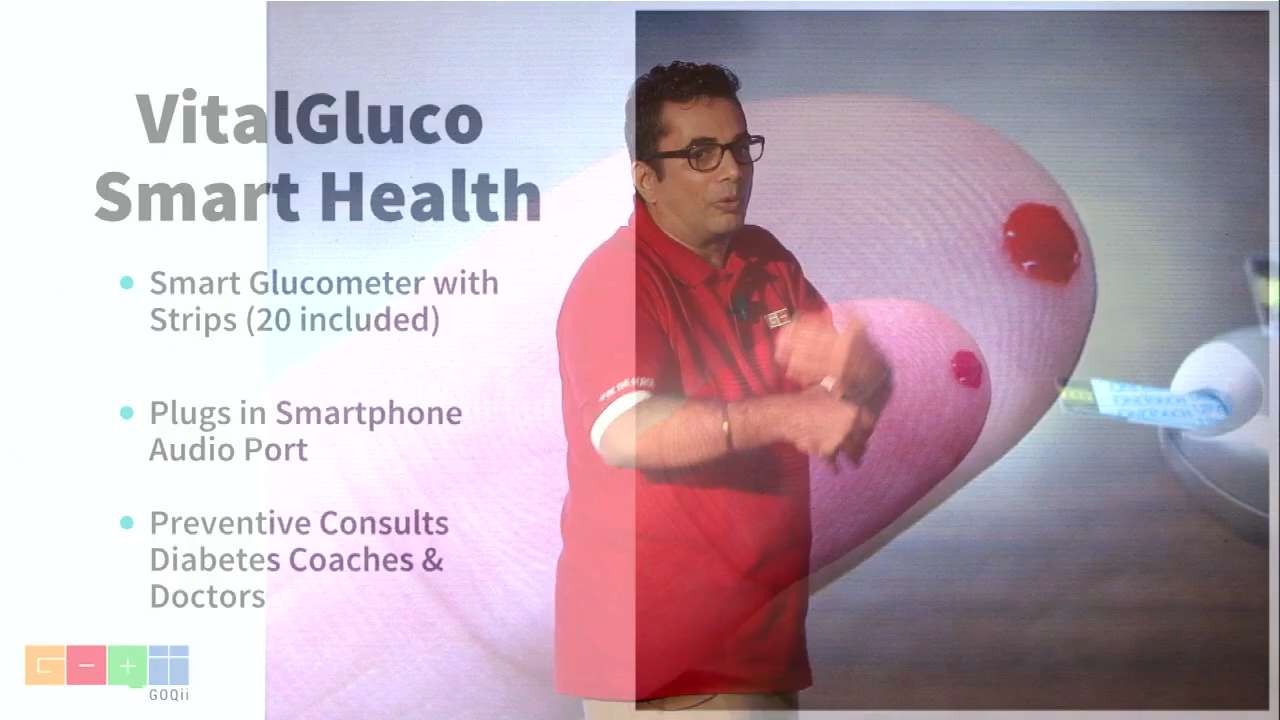 VitalGluco
Smart Health
Smart Glucometer with
Strips (20 included)
Plugs in Smartphone
Audio Port
Preventive Consults
Diabetes Coaches &
Doctors
GOQii